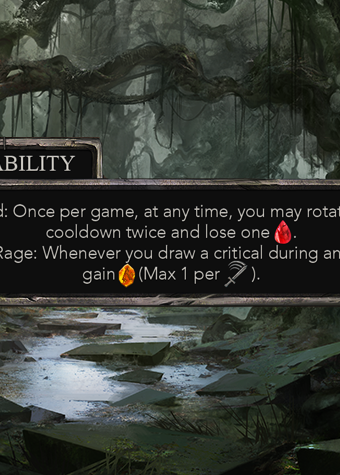 ABILITY
d: Once per game, at any time, you may rotat
cooldown twice and lose one .
Rage: Whenever you draw a critical during an
gain (Max 1 per ).